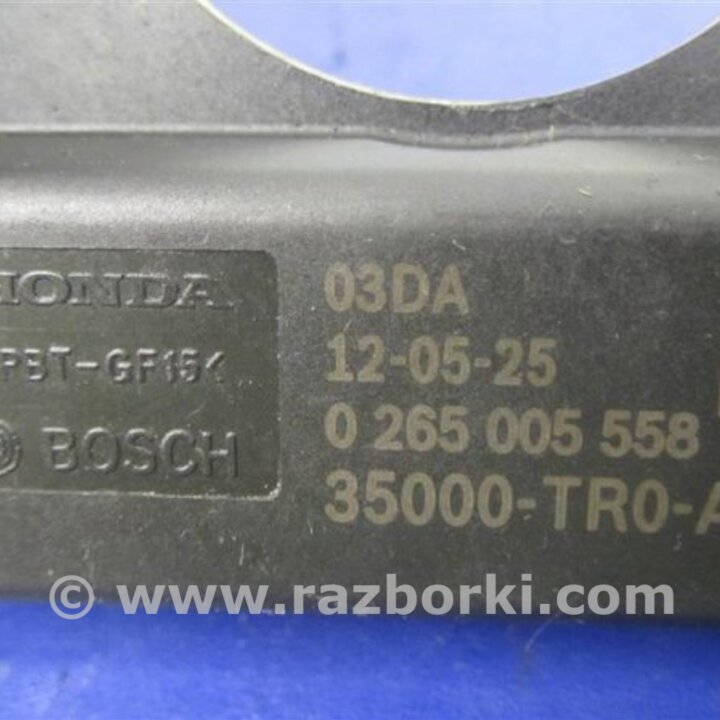 HONDA
PBT-GF15<
BOSCH
03DA
12-05-25
0 265 005 558
35000-TR0-A
© www.razborki.com